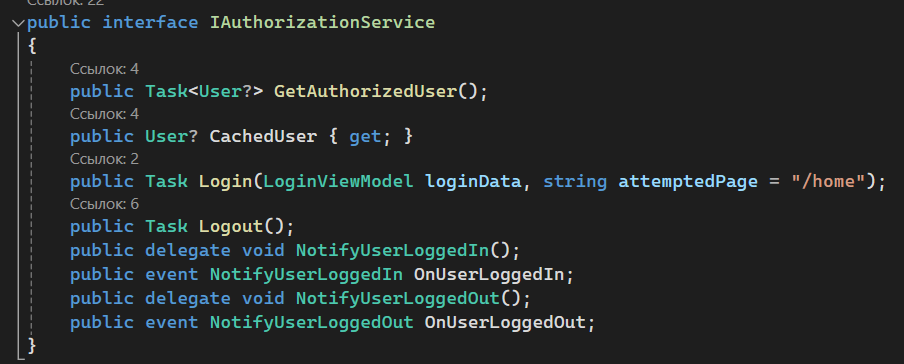 Ссылок: 22
public interface IAuthorizationService
{
Ссылок: 4
public Task<User?> GetAuthorizedUser();
Ссылок: 4
public User? CachedUser { get; }
Ссылок: 2
public Task Login(LoginViewModel loginData, string attemptedPage = "/home");
Ссылок: 6
public Task Logout();
public delegate void NotifyUserLoggedIn();
public event NotifyUserLoggedIn OnUserLoggedIn;
public delegate void NotifyUserLoggedOut();
public event NotifyUserLoggedOut OnUserLoggedOut;
}